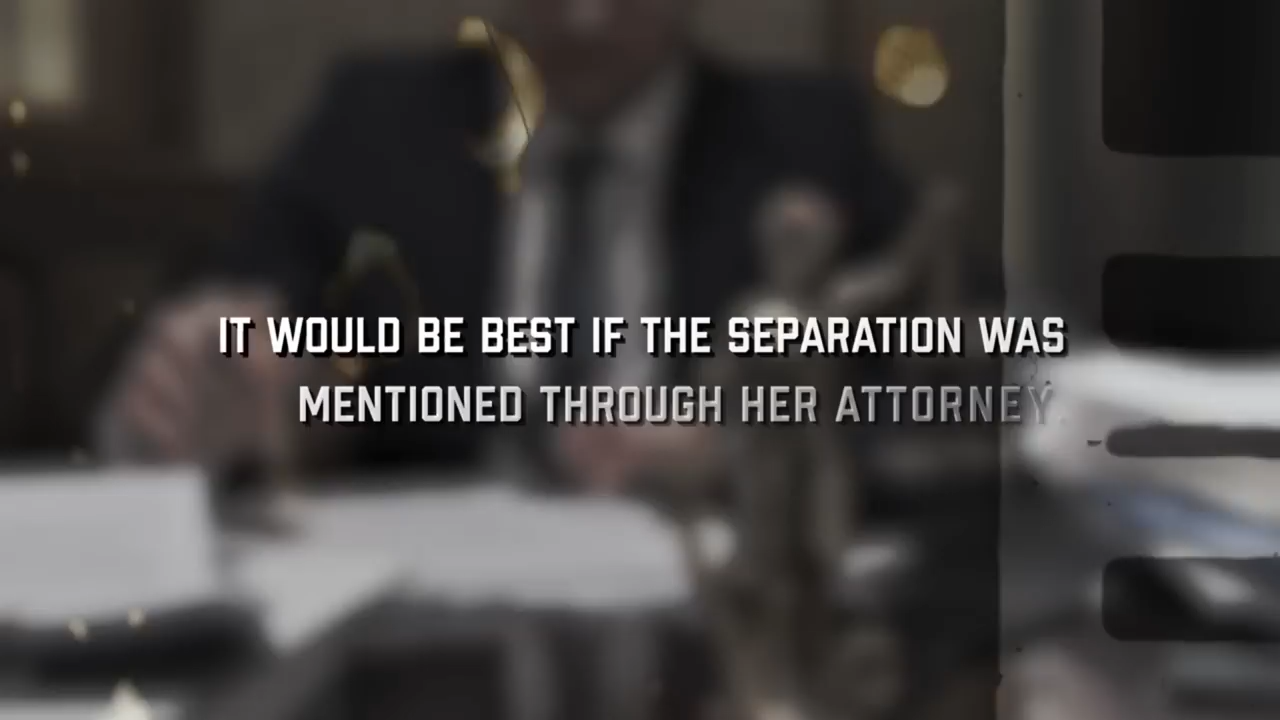 IT WOULD BE BEST IF THE SEPARATION WAS
MENTIONED THROUGH HER ATTORNEY.